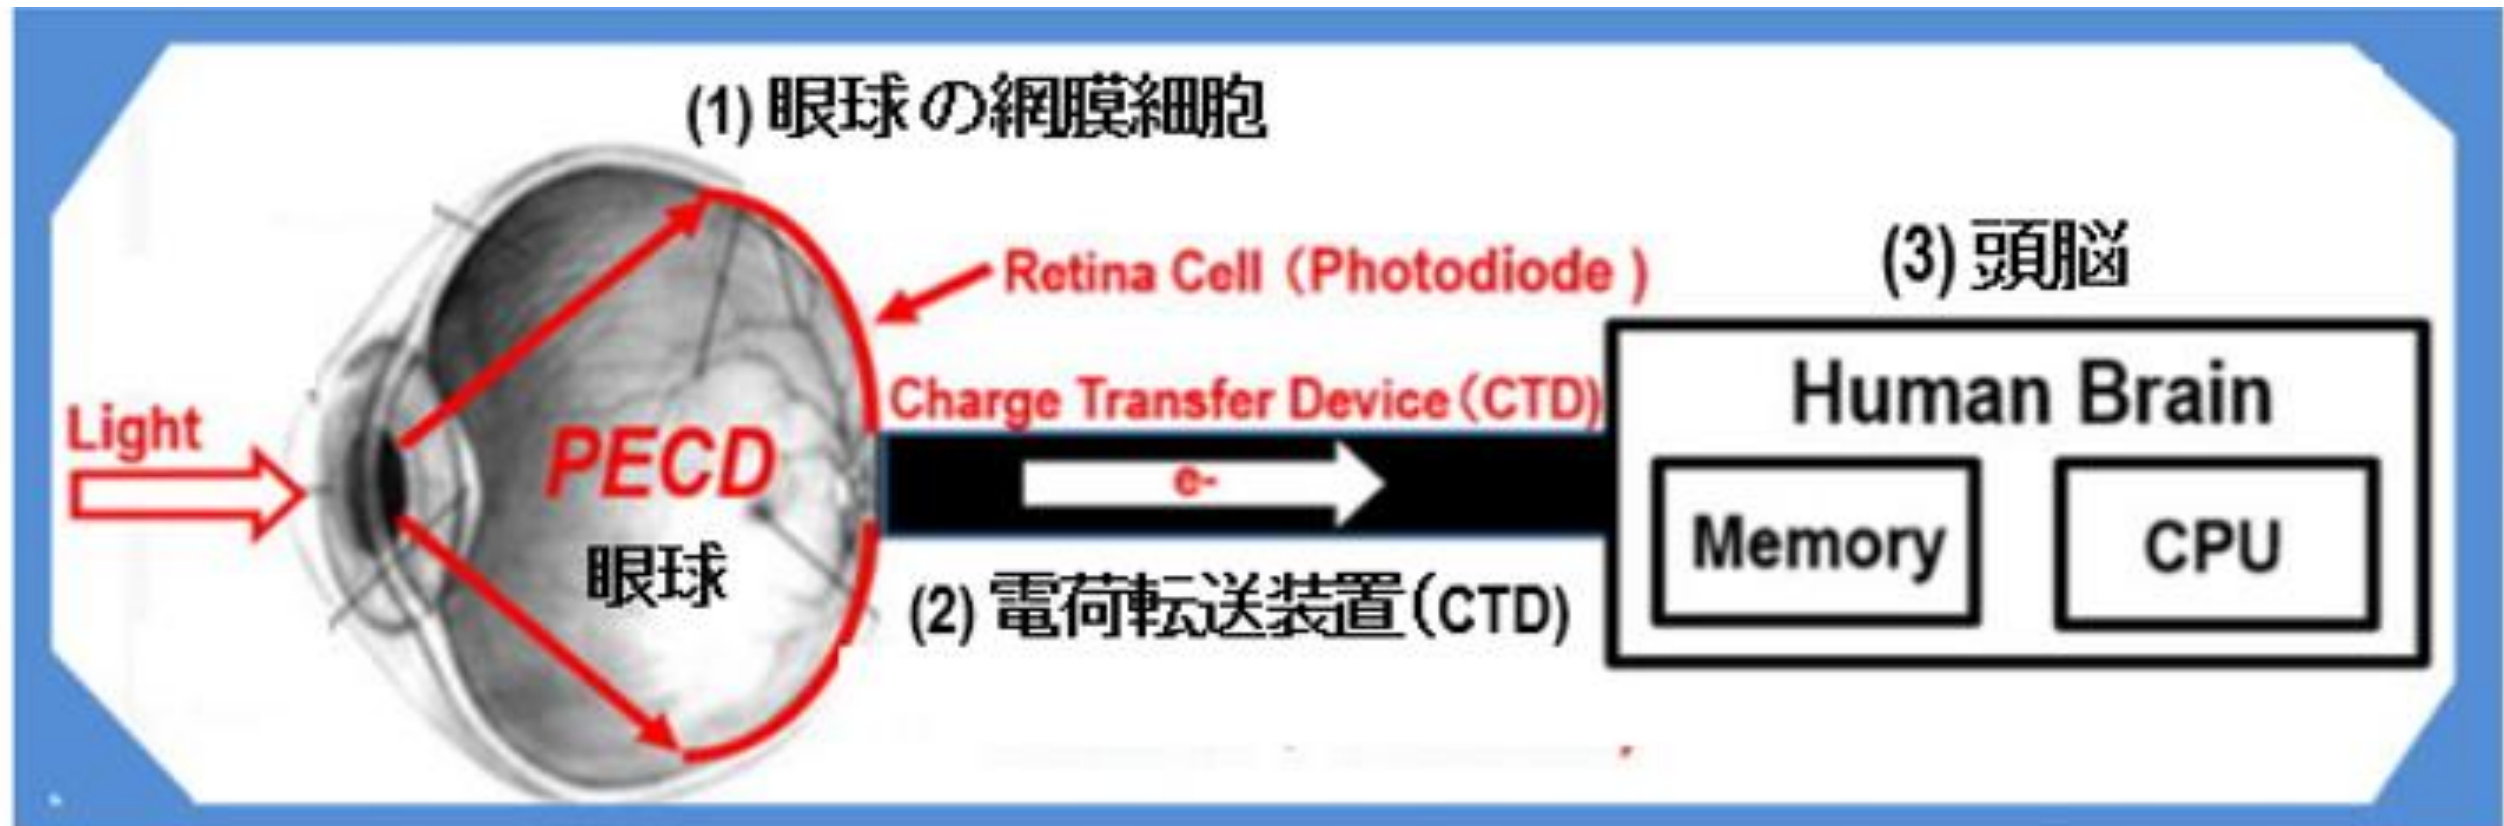 (1) 眼球の網膜細胞
Retina Cell (Photodiode )
(3) 頭脳
Human Brain
Light
Charge Transfer Device (CTD)
PECD
e-
Memory
CPU
眼球
(2) 電荷転送装置(CTD)